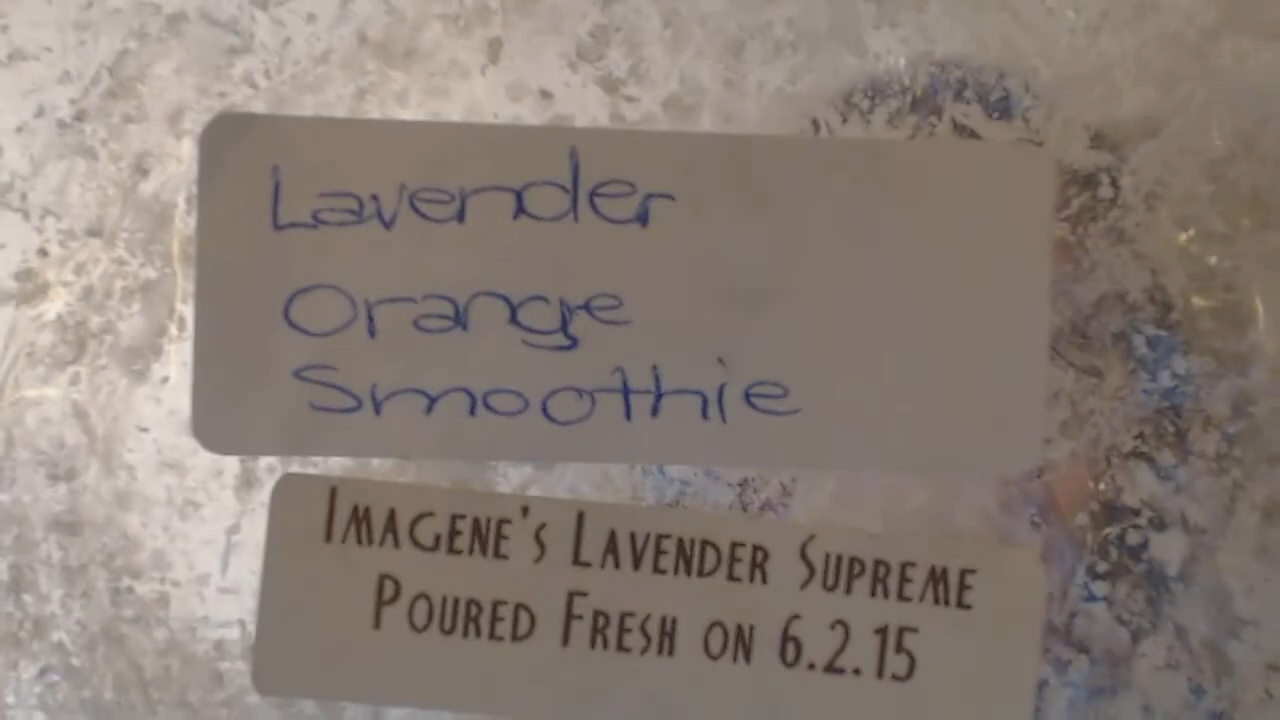 Lavender
Orange
Smoothie
IMAGENE'S LAVENDER SUPREME
POURED FRESH ON 6.2.15